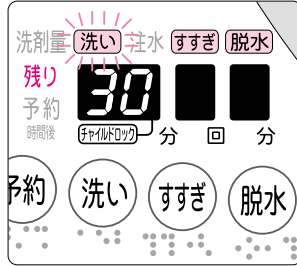 洗剤量 洗い 注水 すすぎ 脱水
残り
予約
時間後
30
チャイルドロック 分 回 分
予約 洗い すすぎ 脱水